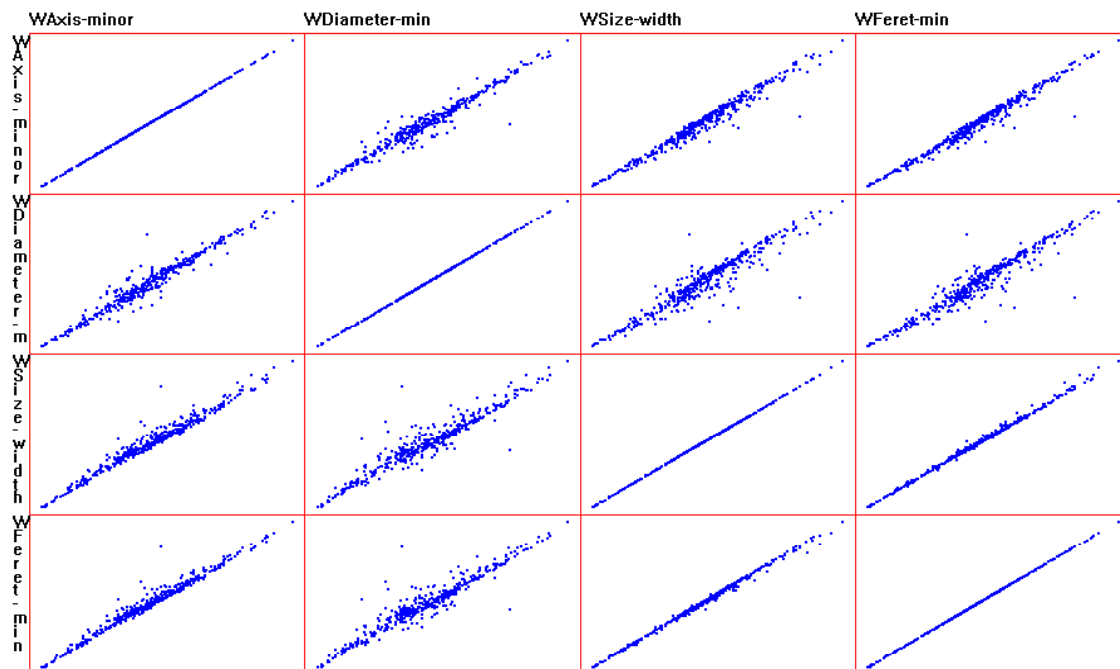 WAxis-minor WDiameter-min WSize-width WFeret-min
WAxis-minor
WDiameter-m
WSize-width
WFeret-min